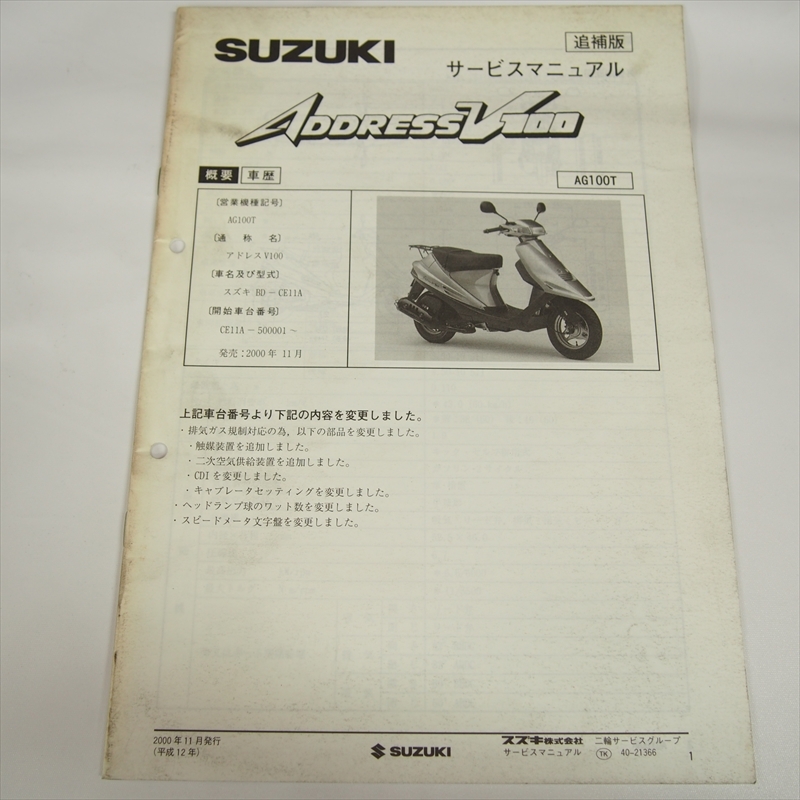 SUZUKI
追補版
サービスマニュアル
ADDRESSV100
概要 車歴
AG100T
〔営業機種記号〕
AG100T
〔通称名〕
アドレスV100
〔車名及び型式〕
スズキ BD－CE11A
〔開始車台番号〕
CE11A－500001～
発売：2000年 11月
上記車台番号より下記の内容を変更しました。
・排気ガス規制対応の為，以下の部品を変更しました。
・触媒装置を追加しました。
・二次空気供給装置を追加しました。
・CDIを変更しました。
・キャブレータセッティングを変更しました。
・ヘッドランプ球のワット数を変更しました。
・スピードメータ文字盤を変更しました。
2000年11月発行
(平成12年)
SUZUKI
スズキ株式会社 二輪サービスグループ
サービスマニュアル TK 40-21366
1